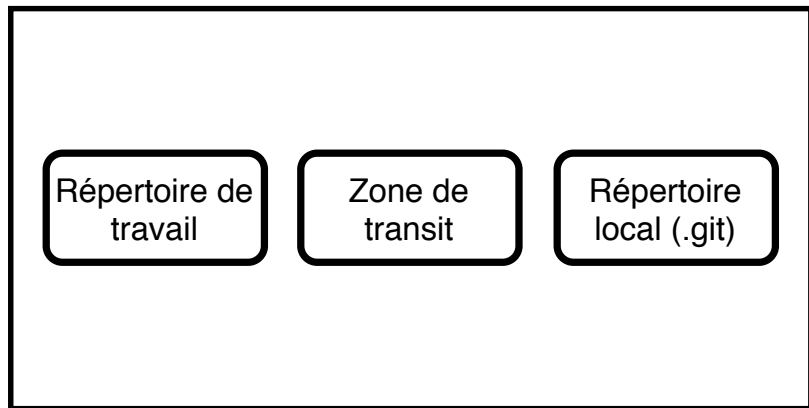 Répertoire de
travail
Zone de
transit
Répertoire
local (.git)